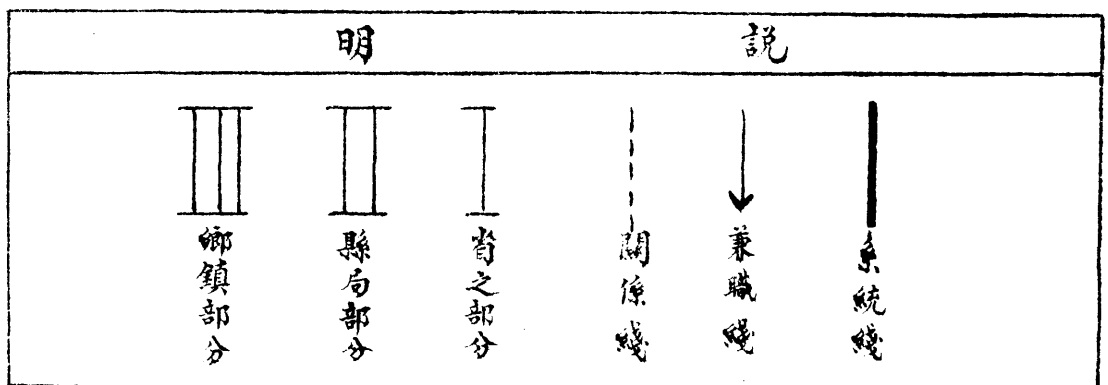 說明
系統綫
兼職綫
關係綫
省之部分
縣局部分
鄉鎮部分